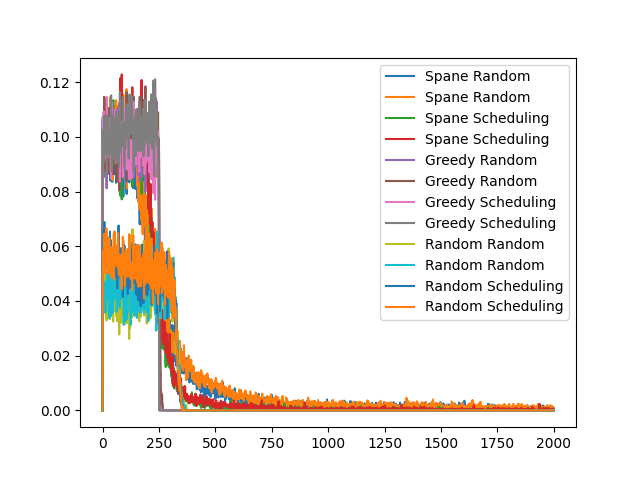 0.12
0.10
0.08
0.06
0.04
0.02
0.00
0 250 500 750 1000 1250 1500 1750 2000
Spane Random
Spane Random
Spane Scheduling
Spane Scheduling
Greedy Random
Greedy Random
Greedy Scheduling
Greedy Scheduling
Random Random
Random Random
Random Scheduling
Random Scheduling